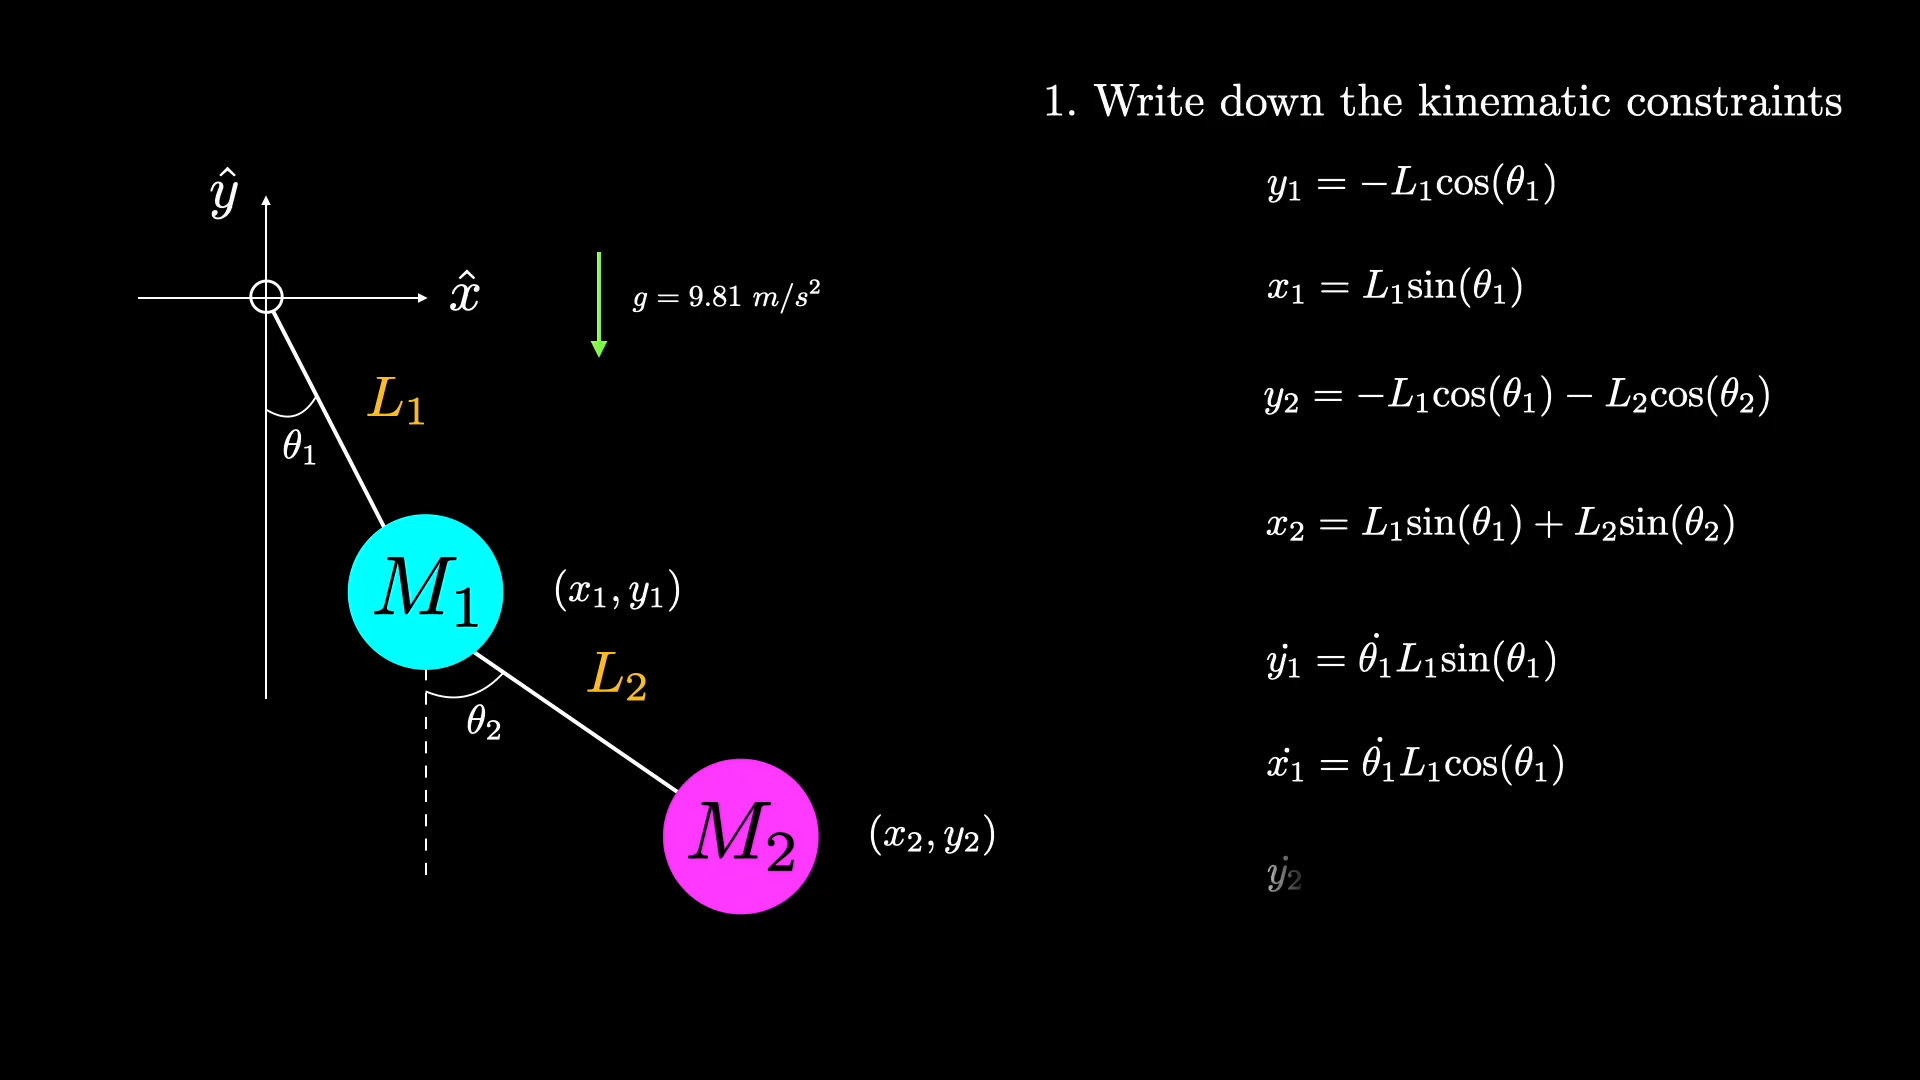 1. Write down the kinematic constraints
y₁ = −L₁cos(θ₁)
x₁ = L₁sin(θ₁)
y₂ = −L₁cos(θ₁) − L₂cos(θ₂)
x₂ = L₁sin(θ₁) + L₂sin(θ₂)
ẏ₁ = θ̇₁L₁sin(θ₁)
ẋ₁ = θ̇₁L₁cos(θ₁)
ẏ₂
ŷ
x̂
g = 9.81 m/s²
L₁
θ₁
M₁
(x₁, y₁)
L₂
θ₂
M₂
(x₂, y₂)